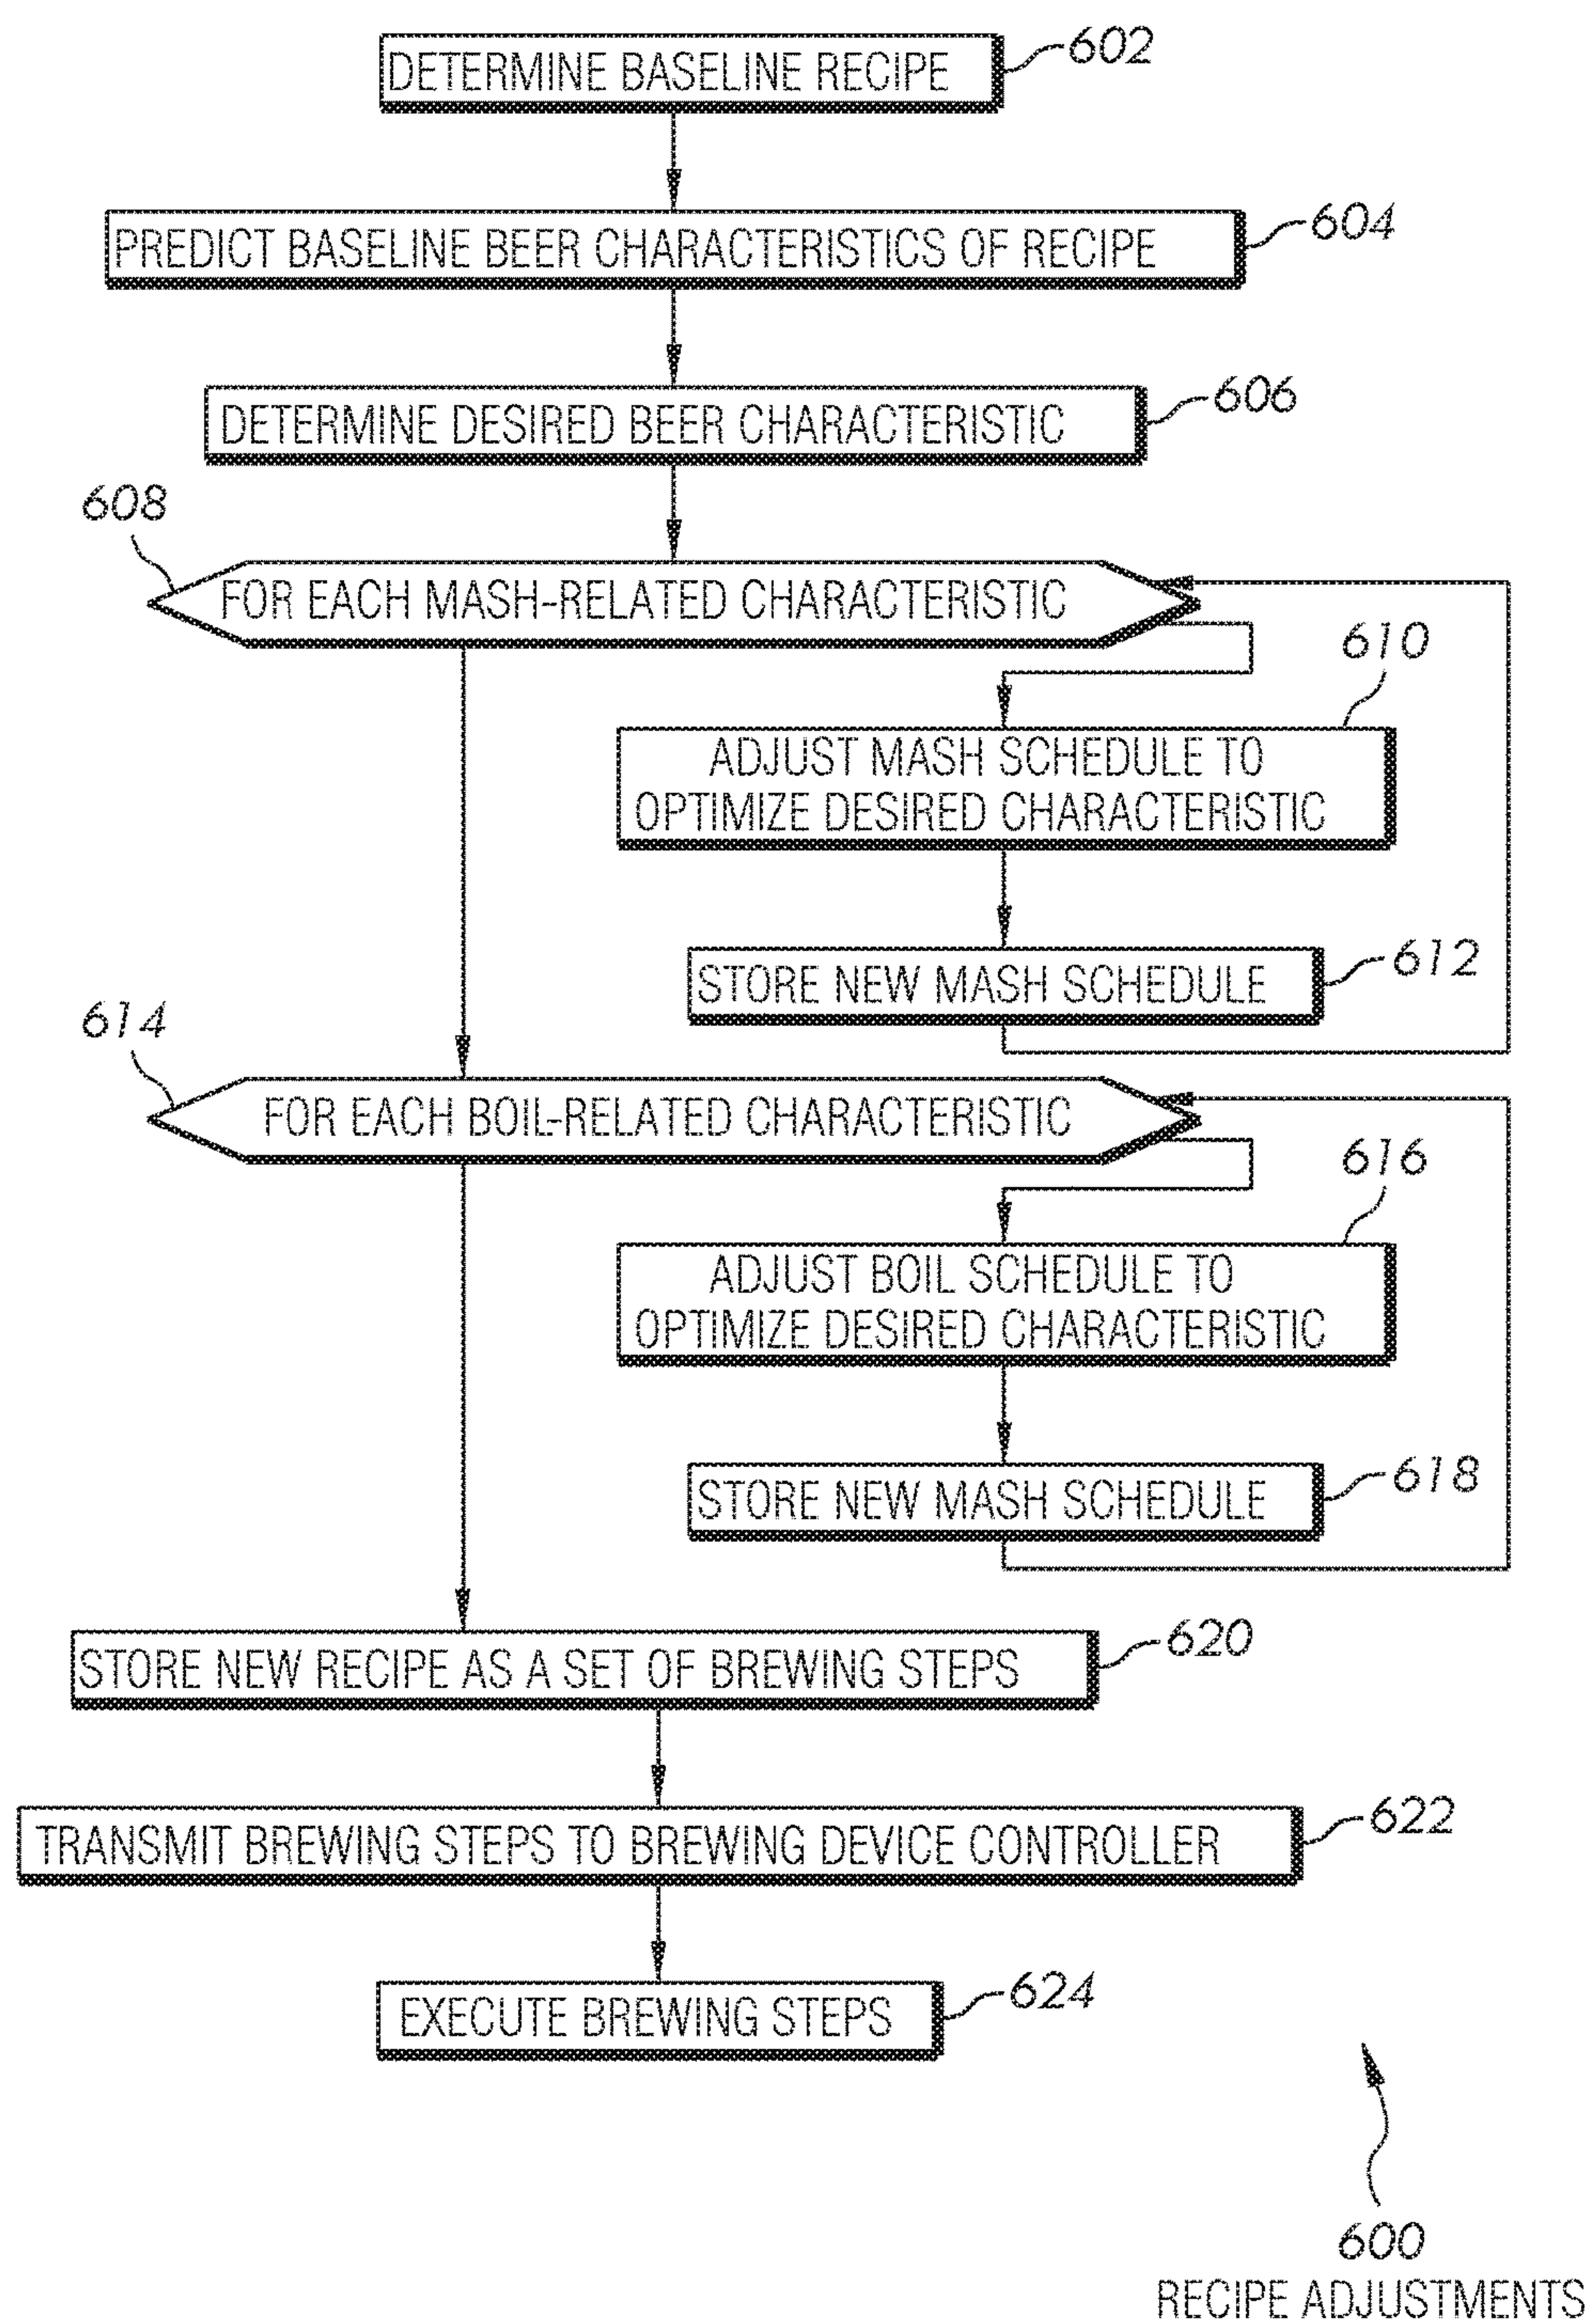 DETERMINE BASELINE RECIPE
602
PREDICT BASELINE BEER CHARACTERISTICS OF RECIPE
604
DETERMINE DESIRED BEER CHARACTERISTIC
606
608
FOR EACH MASH-RELATED CHARACTERISTIC
610
ADJUST MASH SCHEDULE TO
OPTIMIZE DESIRED CHARACTERISTIC
STORE NEW MASH SCHEDULE
612
614
FOR EACH BOIL-RELATED CHARACTERISTIC
616
ADJUST BOIL SCHEDULE TO
OPTIMIZE DESIRED CHARACTERISTIC
STORE NEW MASH SCHEDULE
618
STORE NEW RECIPE AS A SET OF BREWING STEPS
620
TRANSMIT BREWING STEPS TO BREWING DEVICE CONTROLLER
622
EXECUTE BREWING STEPS
624
600
RECIPE ADJUSTMENTS